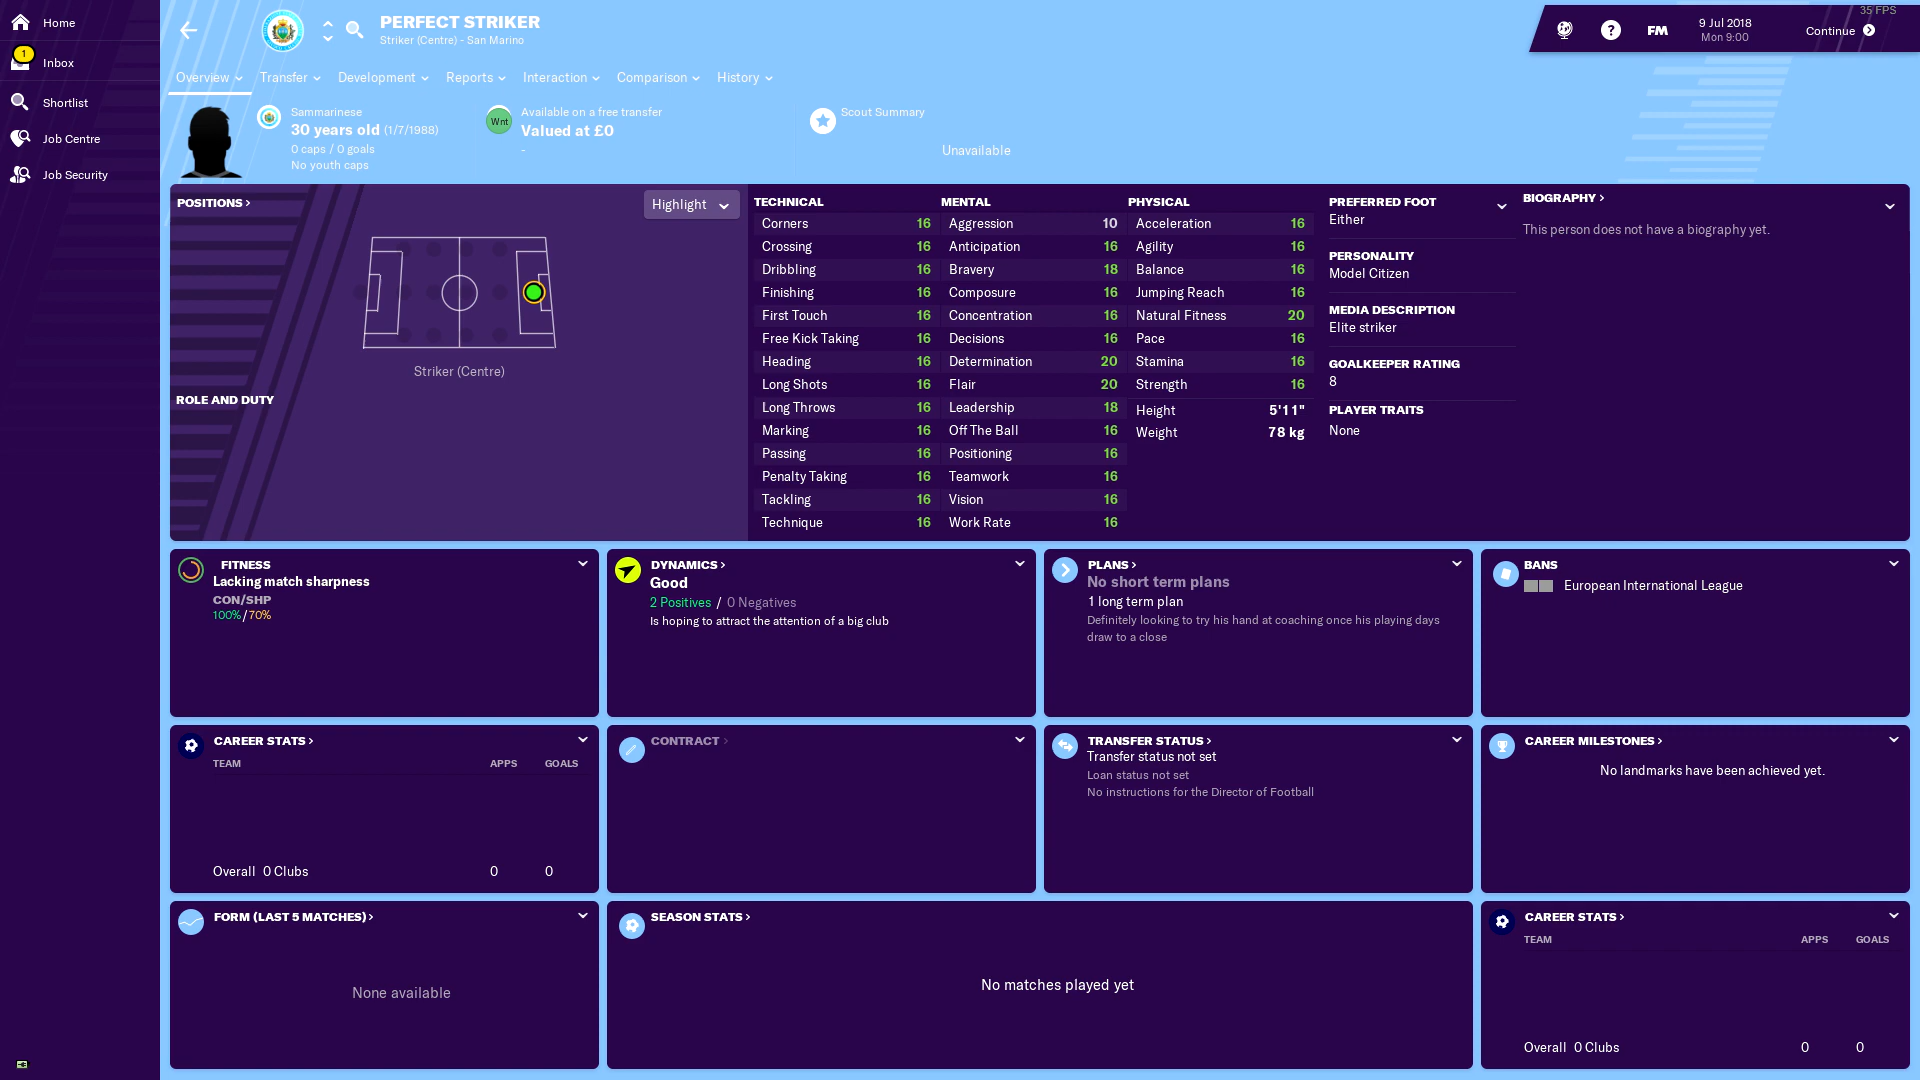 35 FPS
Home
PERFECT STRIKER
Striker (Centre) - San Marino
9 Jul 2018
Mon 9:00
Continue
FM
?
1
Inbox
Shortlist
Job Centre
Job Security
Overview Transfer Development Reports Interaction Comparison History
Sammarinese
30 years old (1/7/1988)
0 caps / 0 goals
No youth caps
Wnt
Available on a free transfer
Valued at £0
-
Scout Summary
Unavailable
POSITIONS
Highlight
Striker (Centre)
ROLE AND DUTY
TECHNICAL
Corners 16
Crossing 16
Dribbling 16
Finishing 16
First Touch 16
Free Kick Taking 16
Heading 16
Long Shots 16
Long Throws 16
Marking 16
Passing 16
Penalty Taking 16
Tackling 16
Technique 16
MENTAL
Aggression 10
Anticipation 16
Bravery 18
Composure 16
Concentration 16
Decisions 16
Determination 20
Flair 20
Leadership 18
Off The Ball 16
Positioning 16
Teamwork 16
Vision 16
Work Rate 16
PHYSICAL
Acceleration 16
Agility 16
Balance 16
Jumping Reach 16
Natural Fitness 20
Pace 16
Stamina 16
Strength 16
Height 5'11"
Weight 78 kg
PREFERRED FOOT
Either
PERSONALITY
Model Citizen
MEDIA DESCRIPTION
Elite striker
GOALKEEPER RATING
8
PLAYER TRAITS
None
BIOGRAPHY
This person does not have a biography yet.
FITNESS
Lacking match sharpness
CON/SHP
100%/70%
DYNAMICS
Good
2 Positives / 0 Negatives
Is hoping to attract the attention of a big club
PLANS
No short term plans
1 long term plan
Definitely looking to try his hand at coaching once his playing days
draw to a close
BANS
European International League
CAREER STATS
TEAM APPS GOALS
Overall 0 Clubs 0 0
CONTRACT
TRANSFER STATUS
Transfer status not set
Loan status not set
No instructions for the Director of Football
CAREER MILESTONES
No landmarks have been achieved yet.
FORM (LAST 5 MATCHES)
None available
SEASON STATS
No matches played yet
CAREER STATS
TEAM APPS GOALS
Overall 0 Clubs 0 0